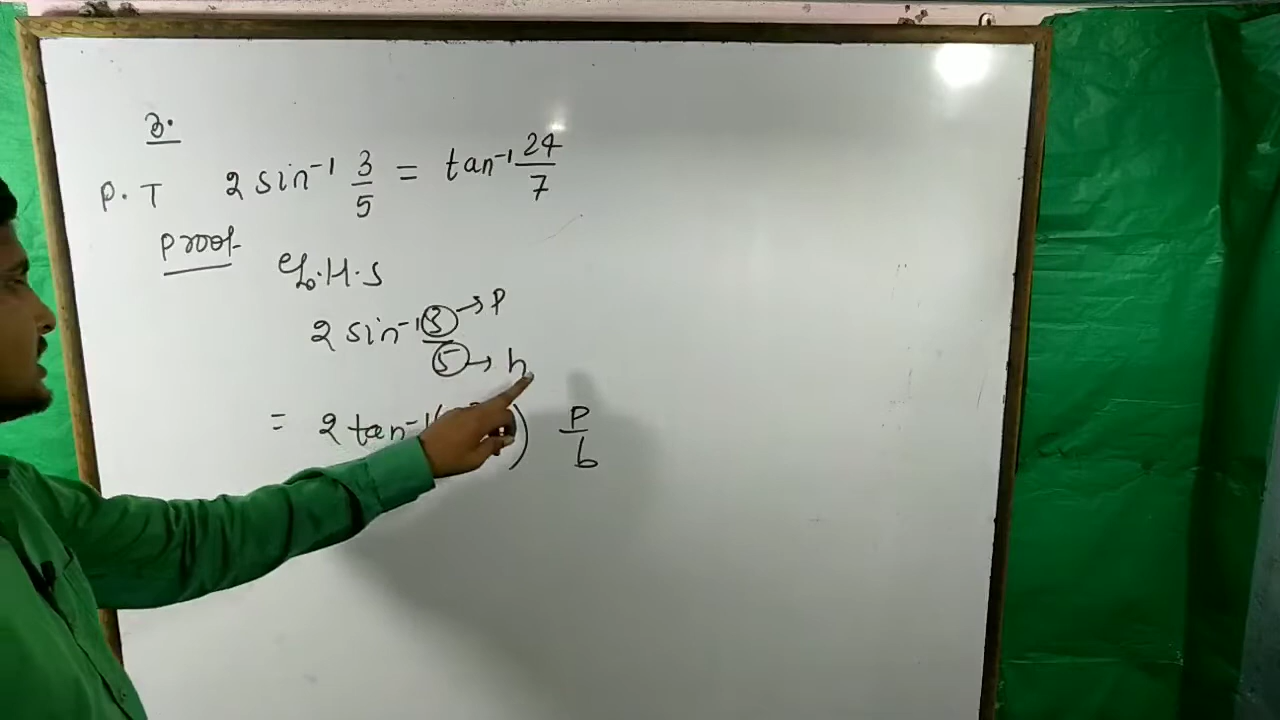 3.
P.T 2 sin⁻¹ 3/5 = tan⁻¹ 24/7
Proof
L.H.S
2 sin⁻¹ 3/5 → P → h
= 2 tan⁻¹( ) P/b